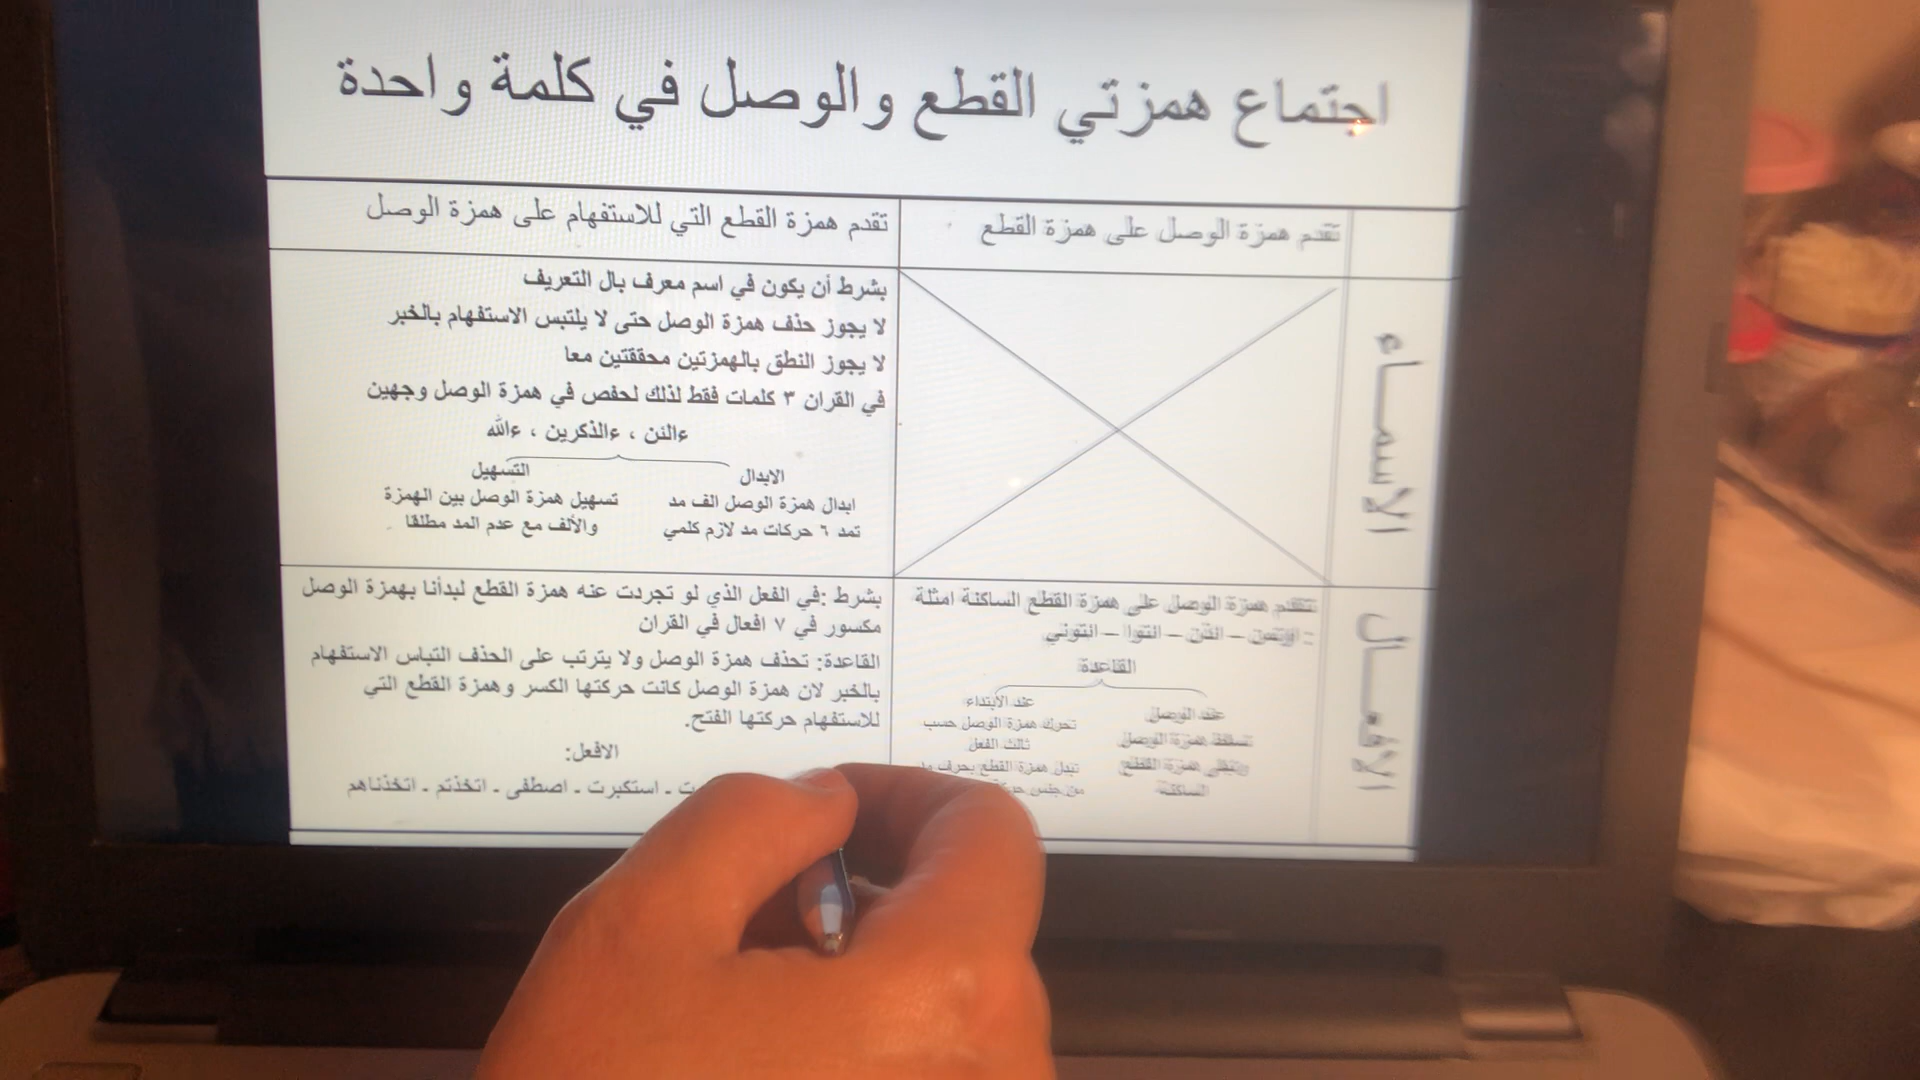 اجتماع همزتي القطع والوصل في كلمة واحدة
تقدم همزة الوصل على همزة القطع
تقدم همزة القطع التي للاستفهام على همزة الوصل
الاسمـــاء
بشرط أن يكون في اسم معرف بال التعريف
لا يجوز حذف همزة الوصل حتى لا يلتبس الاستفهام بالخبر
لا يجوز النطق بالهمزتين محققتين معا
في القران ٣ كلمات فقط لذلك لحفص في همزة الوصل وجهين
ءالئن ، ءالذكرين ، ءالله
الابدال
ابدال همزة الوصل الف مد
تمد ٦ حركات مد لازم كلمي
التسهيل
تسهيل همزة الوصل بين الهمزة
والألف مع عدم المد مطلقا
الافعـــال
تتقدم همزة الوصل على همزة القطع الساكنة امثلة
: اؤتمن – ائذن – ائتوا – ائتوني
القاعدة:
عند الوصل
تسقط همزة الوصل
وتبقى همزة القطع
الساكنة
عند الابتداء
تحرك همزة الوصل حسب
ثالث الفعل
تبدل همزة القطع بحرف مد
من جنس
بشرط :في الفعل الذي لو تجردت عنه همزة القطع لبدأنا بهمزة الوصل
مكسور في ٧ افعال في القران
القاعدة: تحذف همزة الوصل ولا يترتب على الحذف التباس الاستفهام
بالخبر لان همزة الوصل كانت حركتها الكسر وهمزة القطع التي
للاستفهام حركتها الفتح.
الافعل:
ـ استكبرت ـ اصطفى ـ اتخذتم ـ اتخذناهم